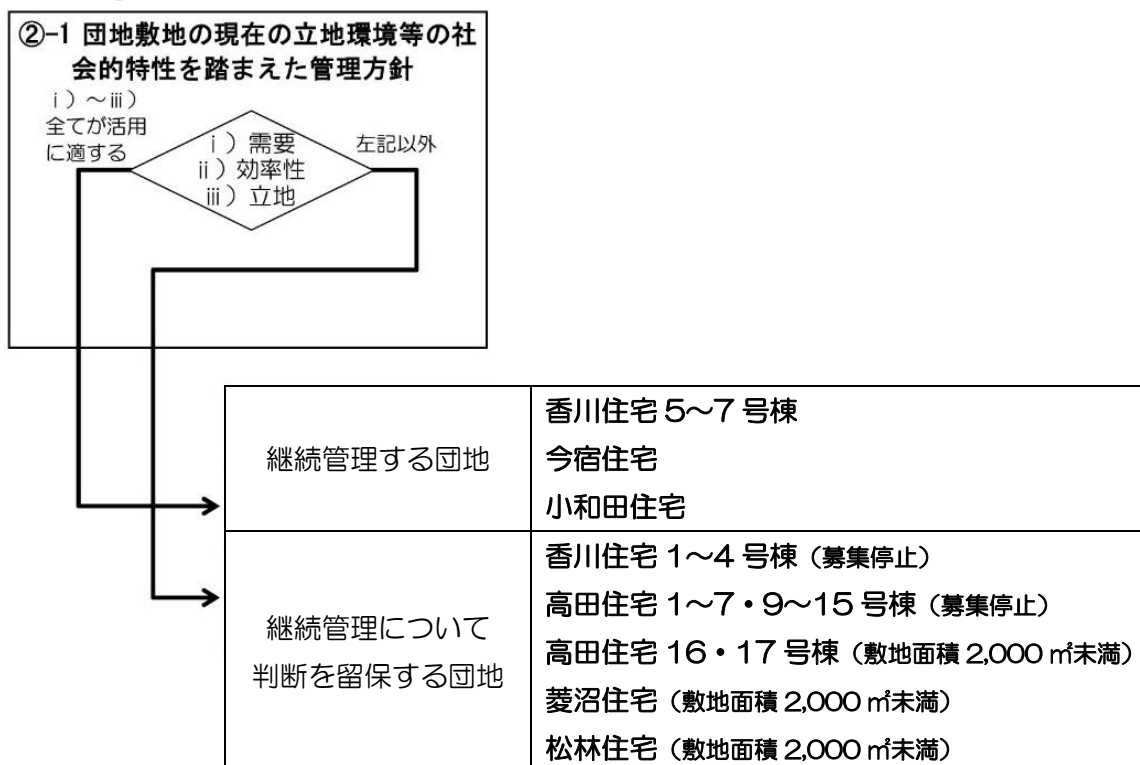 ②-1 団地敷地の現在の立地環境等の社
会的特性を踏まえた管理方針
ⅰ）～ⅲ）
全てが活用
に適する
ⅰ）需要
ⅱ）効率性
ⅲ）立地
左記以外
継続管理する団地
香川住宅 5～7 号棟
今宿住宅
小和田住宅
継続管理について
判断を留保する団地
香川住宅 1～4 号棟（募集停止）
高田住宅 1～7・9～15 号棟（募集停止）
高田住宅 16・17 号棟（敷地面積 2,000 ㎡未満）
菱沼住宅（敷地面積 2,000 ㎡未満）
松林住宅（敷地面積 2,000 ㎡未満）